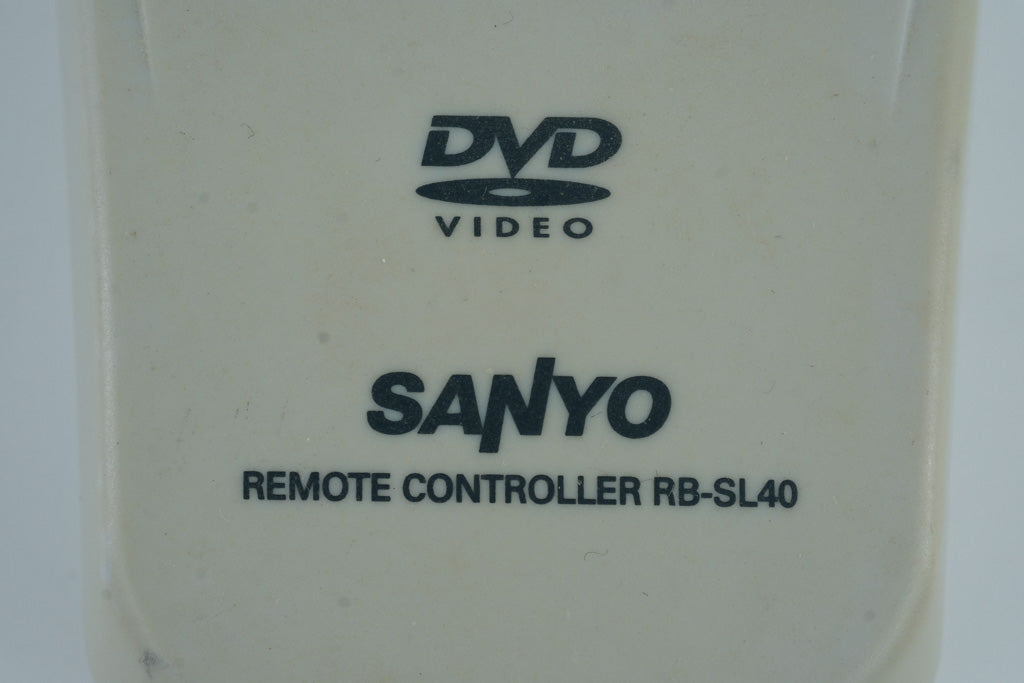 DVD
VIDEO
SANYO
REMOTE CONTROLLER RB-SL40